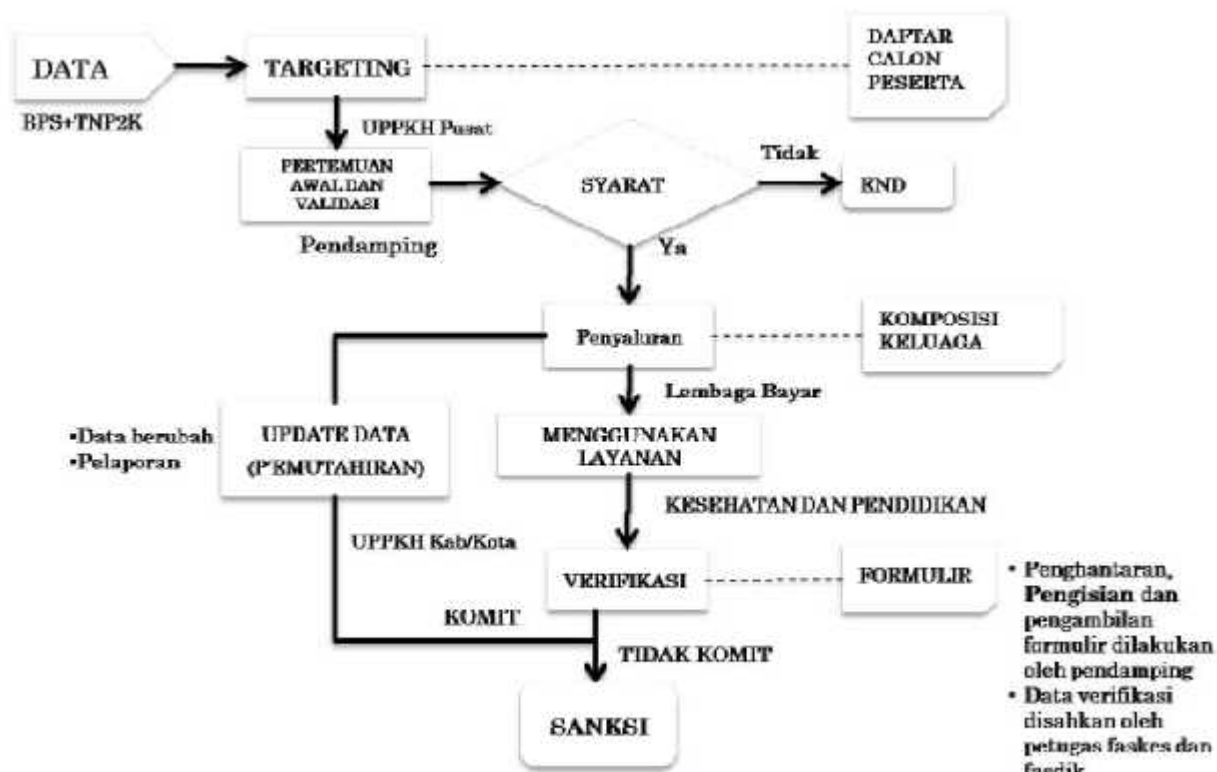 DATA
BPS+TNP2K
TARGETING
DAFTAR
CALON
PESERTA
UPPKH Pusat
PERTEMUAN
AWAL DAN
VALIDASI
Pendamping
SYARAT
Tidak
END
Ya
Penyaluran
KOMPOSISI
KELUAGA
Lembaga Bayar
•Data berubah
•Pelaporan
UPDATE DATA
(PEMUTAHIRAN)
MENGGUNAKAN
LAYANAN
KESEHATAN DAN PENDIDIKAN
UPPKH Kab/Kota
VERIFIKASI
FORMULIR
• Penghantaran,
Pengisian dan
pengambilan
formulir dilakukan
oleh pendamping
• Data verifikasi
disahkan oleh
petugas faskes dan
KOMIT
TIDAK KOMIT
SANKSI